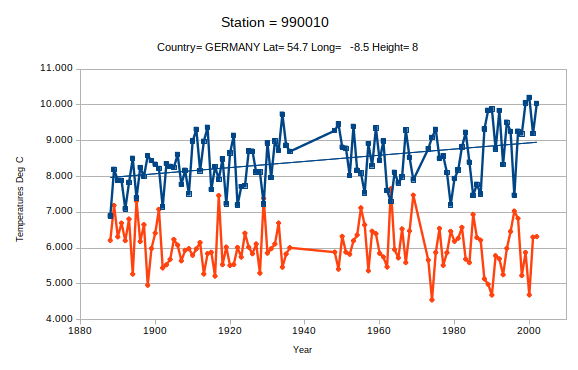 Station = 990010
Country= GERMANY Lat= 54.7 Long= -8.5 Height= 8
11.000
10.000
9.000
8.000
7.000
6.000
5.000
4.000
Temperatures Deg C
1880 1900 1920 1940 1960 1980 2000
Year